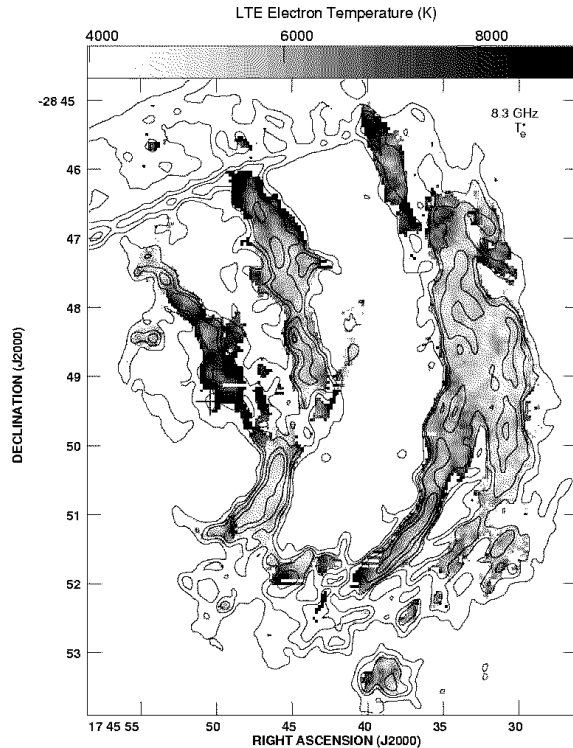 LTE Electron Temperature (K)
4000 6000 8000
8.3 GHz
T*e
DECLINATION (J2000)
-28 45
46
47
48
49
50
51
52
53
17 45 55 50 45 40 35 30
RIGHT ASCENSION (J2000)